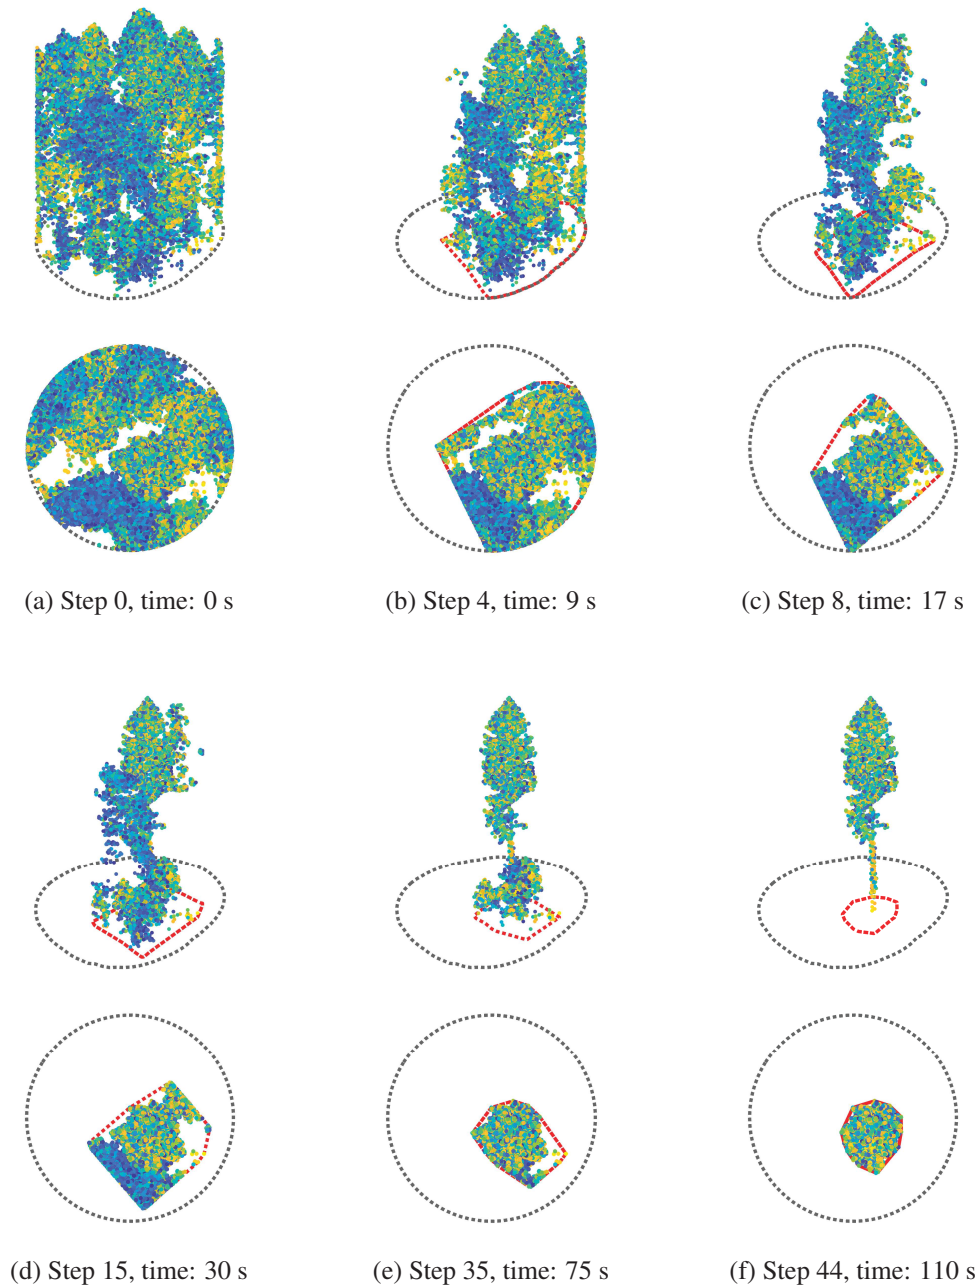 (a) Step 0, time: 0 s
(b) Step 4, time: 9 s
(c) Step 8, time: 17 s
(d) Step 15, time: 30 s
(e) Step 35, time: 75 s
(f) Step 44, time: 110 s